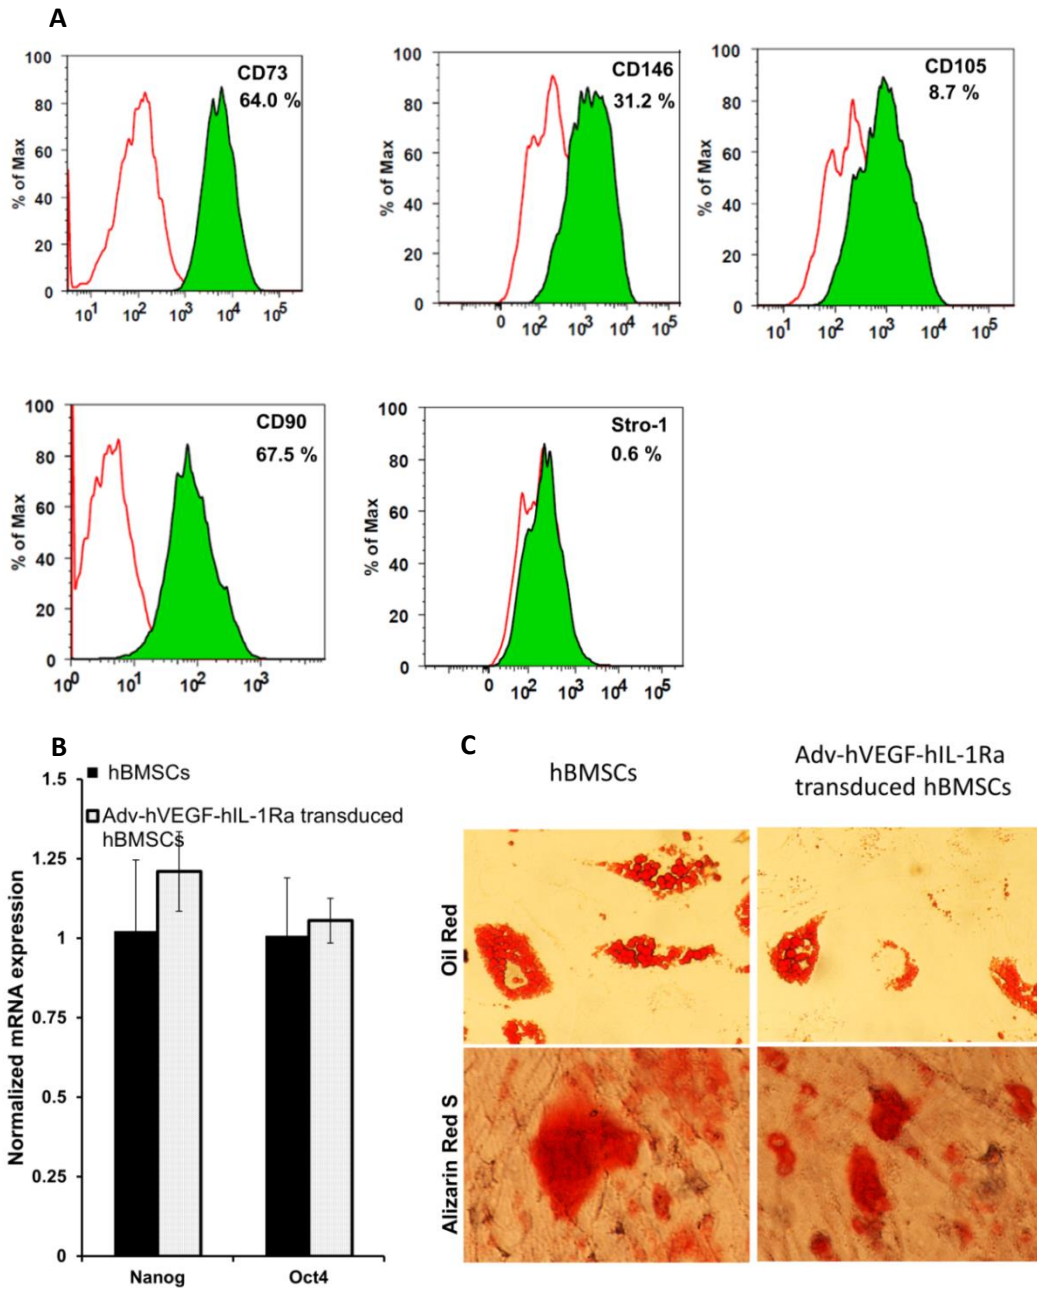 A
CD73
64.0 %
% of Max
100
80
60
40
20
0
10¹ 10² 10³ 10⁴ 10⁵
CD146
31.2 %
% of Max
100
80
60
40
20
0
0 10² 10³ 10⁴ 10⁵
CD105
8.7 %
% of Max
100
80
60
40
20
0
10¹ 10² 10³ 10⁴ 10⁵
CD90
67.5 %
% of Max
100
80
60
40
20
0
10⁰ 10¹ 10² 10³
Stro-1
0.6 %
% of Max
100
80
60
40
20
0
0 10² 10³ 10⁴ 10⁵
B
hBMSCs
Adv-hVEGF-hIL-1Ra transduced
hBMSCs
Normalized mRNA expression
1.5
1.25
1
0.75
0.5
0.25
0
Nanog Oct4
C
hBMSCs
Adv-hVEGF-hIL-1Ra
transduced hBMSCs
Oil Red
Alizarin Red S